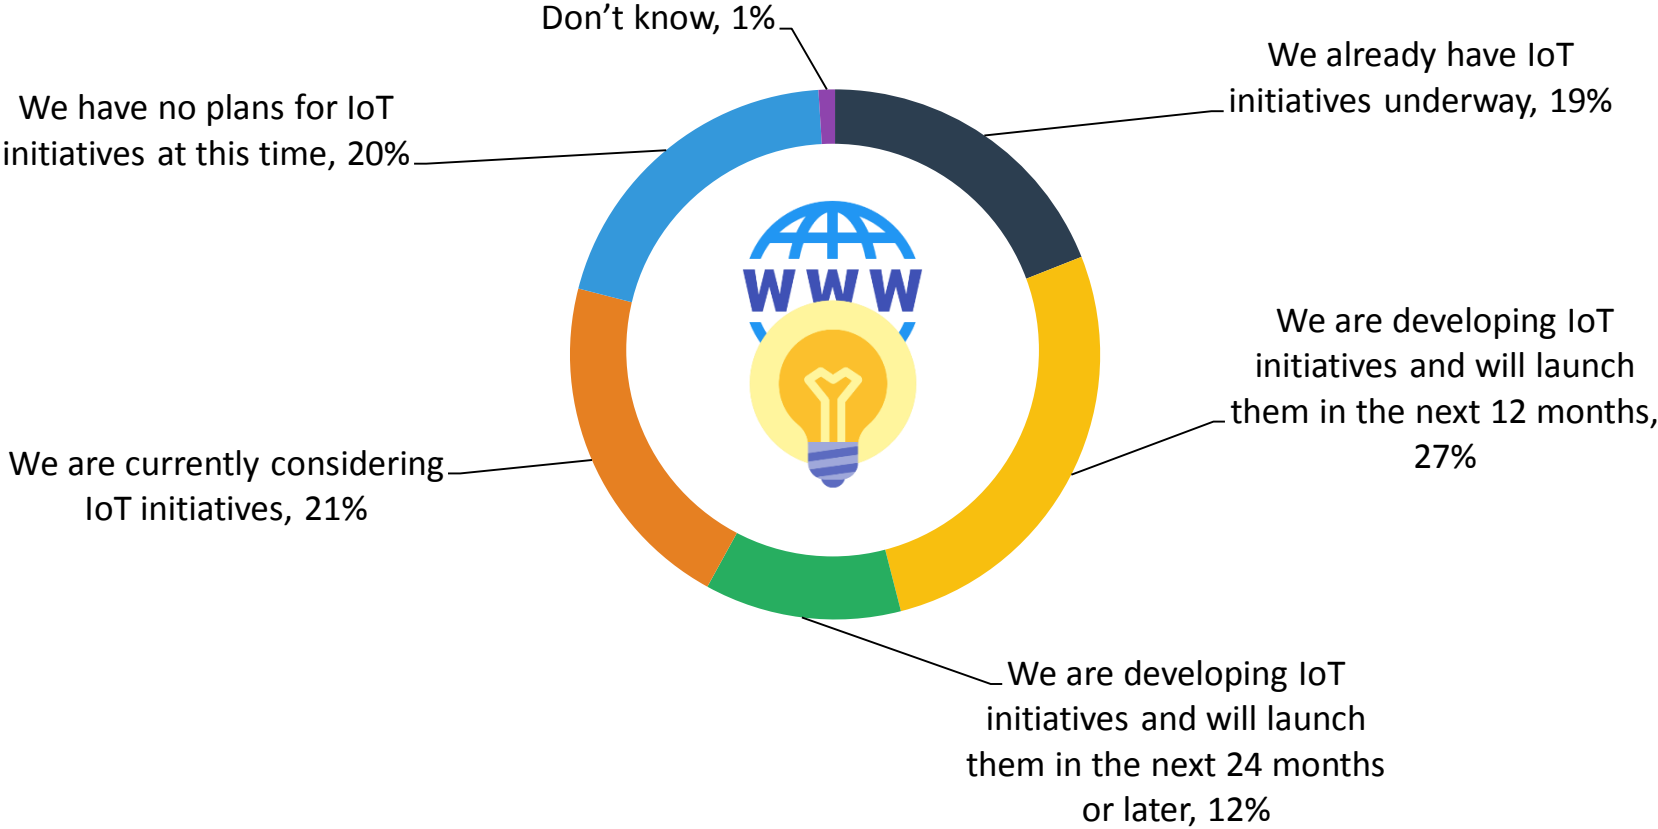 Don’t know, 1%
We already have IoT
initiatives underway, 19%
We have no plans for IoT
initiatives at this time, 20%
WWW
We are developing IoT
initiatives and will launch
them in the next 12 months,
27%
We are currently considering
IoT initiatives, 21%
We are developing IoT
initiatives and will launch
them in the next 24 months
or later, 12%